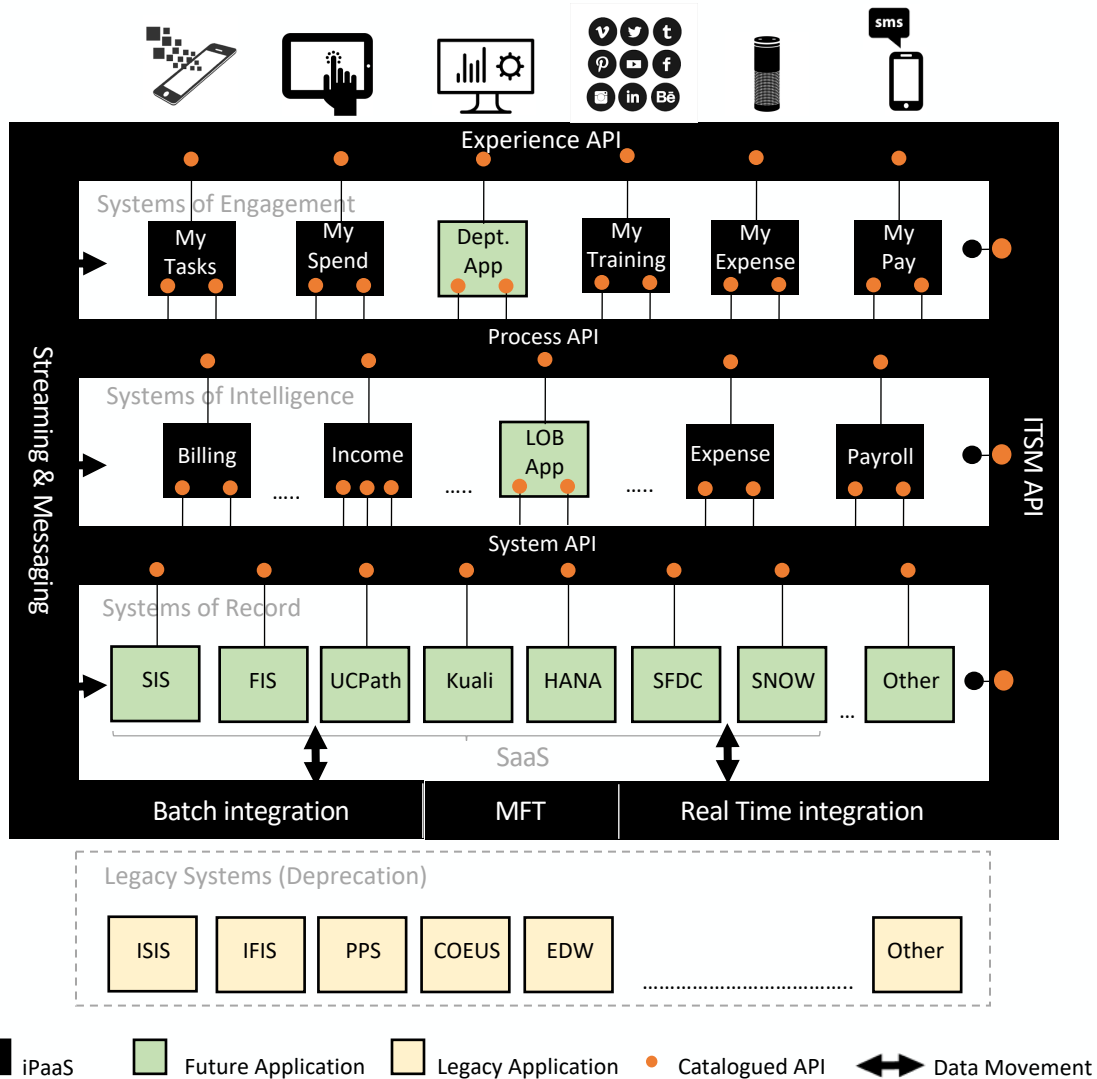 sms
t
f
in
Bē
Experience API
Systems of Engagement
My
Tasks
My
Spend
Dept.
App
My
Training
My
Expense
My
Pay
Process API
Streaming & Messaging
ITSM API
Systems of Intelligence
Billing
.....
Income
.....
LOB
App
.....
Expense
Payroll
System API
Systems of Record
SIS
FIS
UCPath
Kuali
HANA
SFDC
SNOW
...
Other
SaaS
Batch integration
MFT
Real Time integration
Legacy Systems (Deprecation)
ISIS
IFIS
PPS
COEUS
EDW
……………………………..
Other
iPaaS
Future Application
Legacy Application
Catalogued API
Data Movement